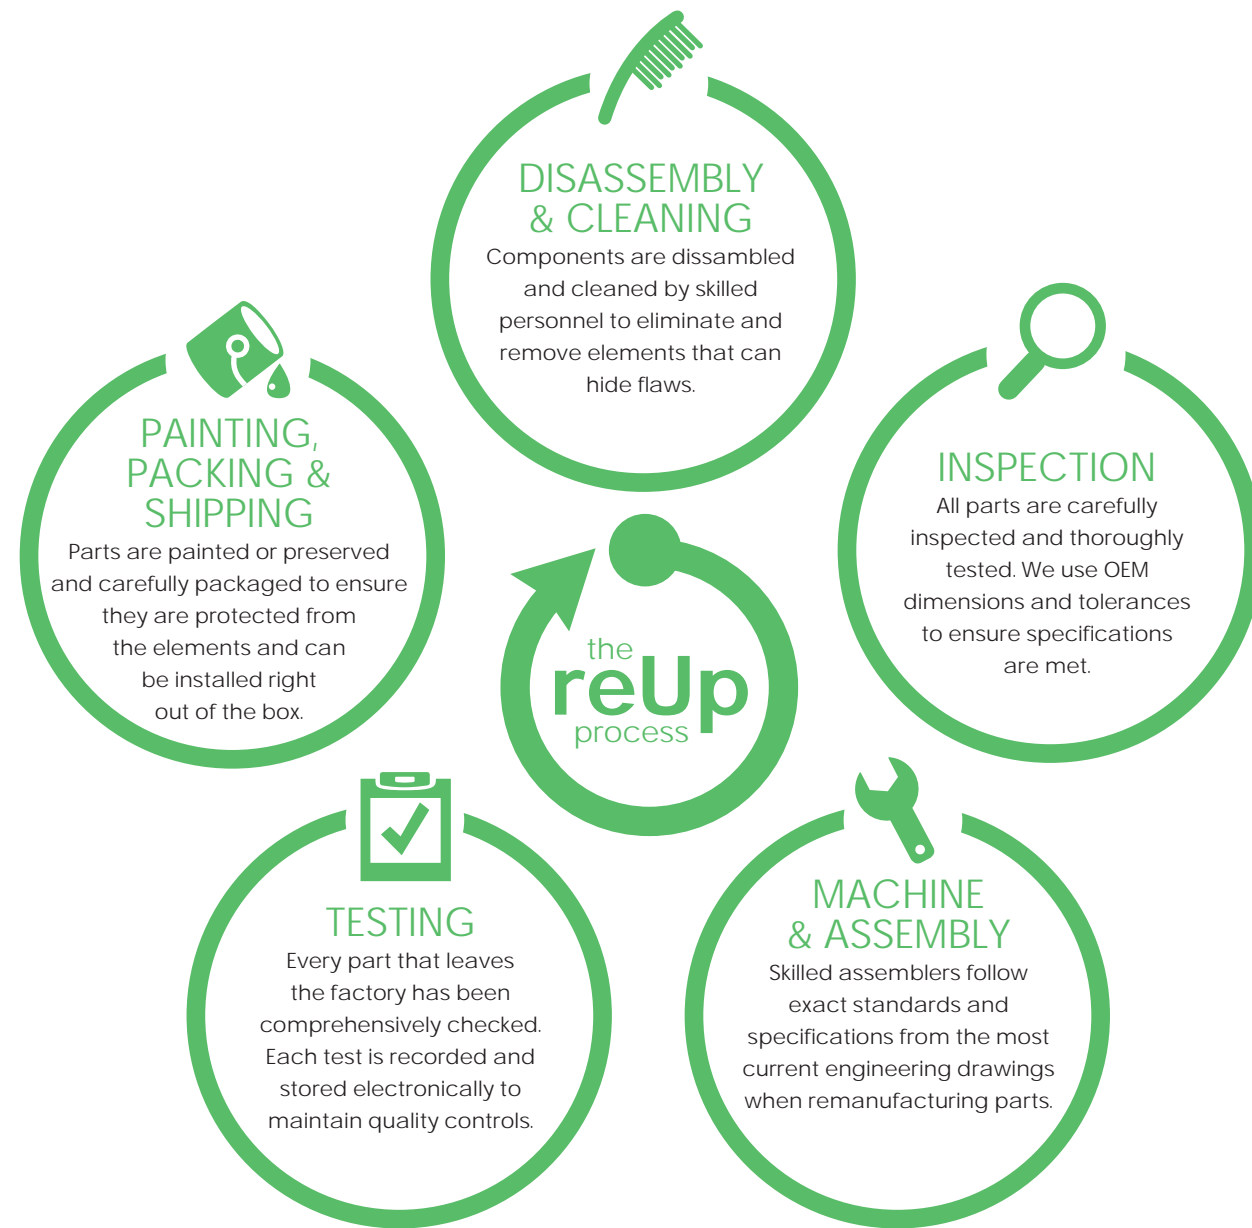 DISASSEMBLY
& CLEANING
Components are dissambled
and cleaned by skilled
personnel to eliminate and
remove elements that can
hide flaws.
INSPECTION
All parts are carefully
inspected and thoroughly
tested. We use OEM
dimensions and tolerances
to ensure specifications
are met.
MACHINE
& ASSEMBLY
Skilled assemblers follow
exact standards and
specifications from the most
current engineering drawings
when remanufacturing parts.
TESTING
Every part that leaves
the factory has been
comprehensively checked.
Each test is recorded and
stored electronically to
maintain quality controls.
PAINTING,
PACKING &
SHIPPING
Parts are painted or preserved
and carefully packaged to ensure
they are protected from
the elements and can
be installed right
out of the box.
the
reUp
process